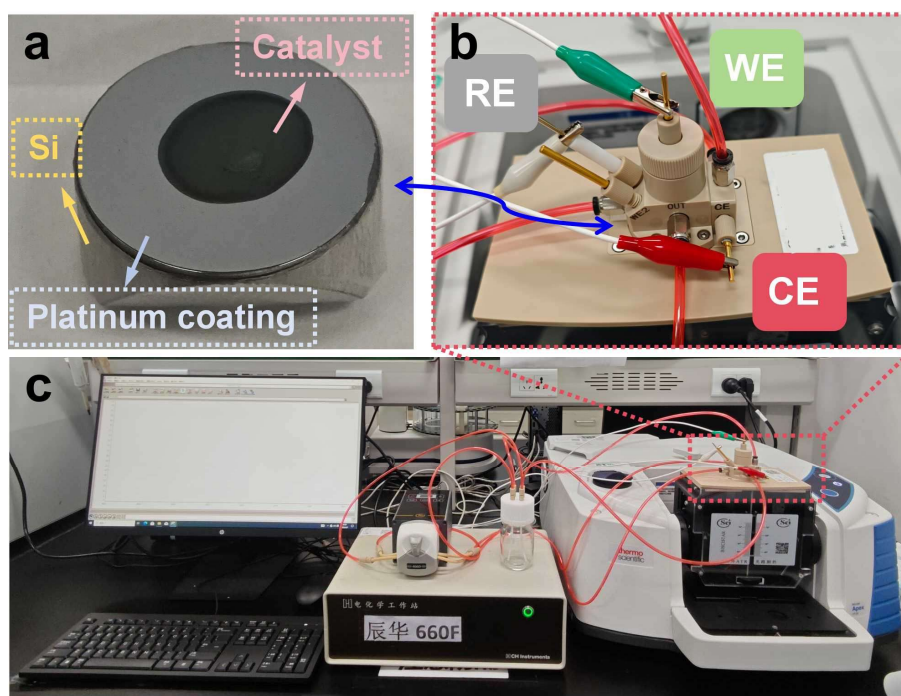 a
Catalyst
Si
Platinum coating
b
RE
WE
WE2
OUT
CE
CE
c
thermo
scientific
电化学工作站
辰华 660F
CH Instruments